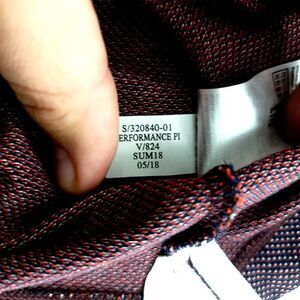 S/320840-01
ERFORMANCE PI
V/824
SUM18
05/18